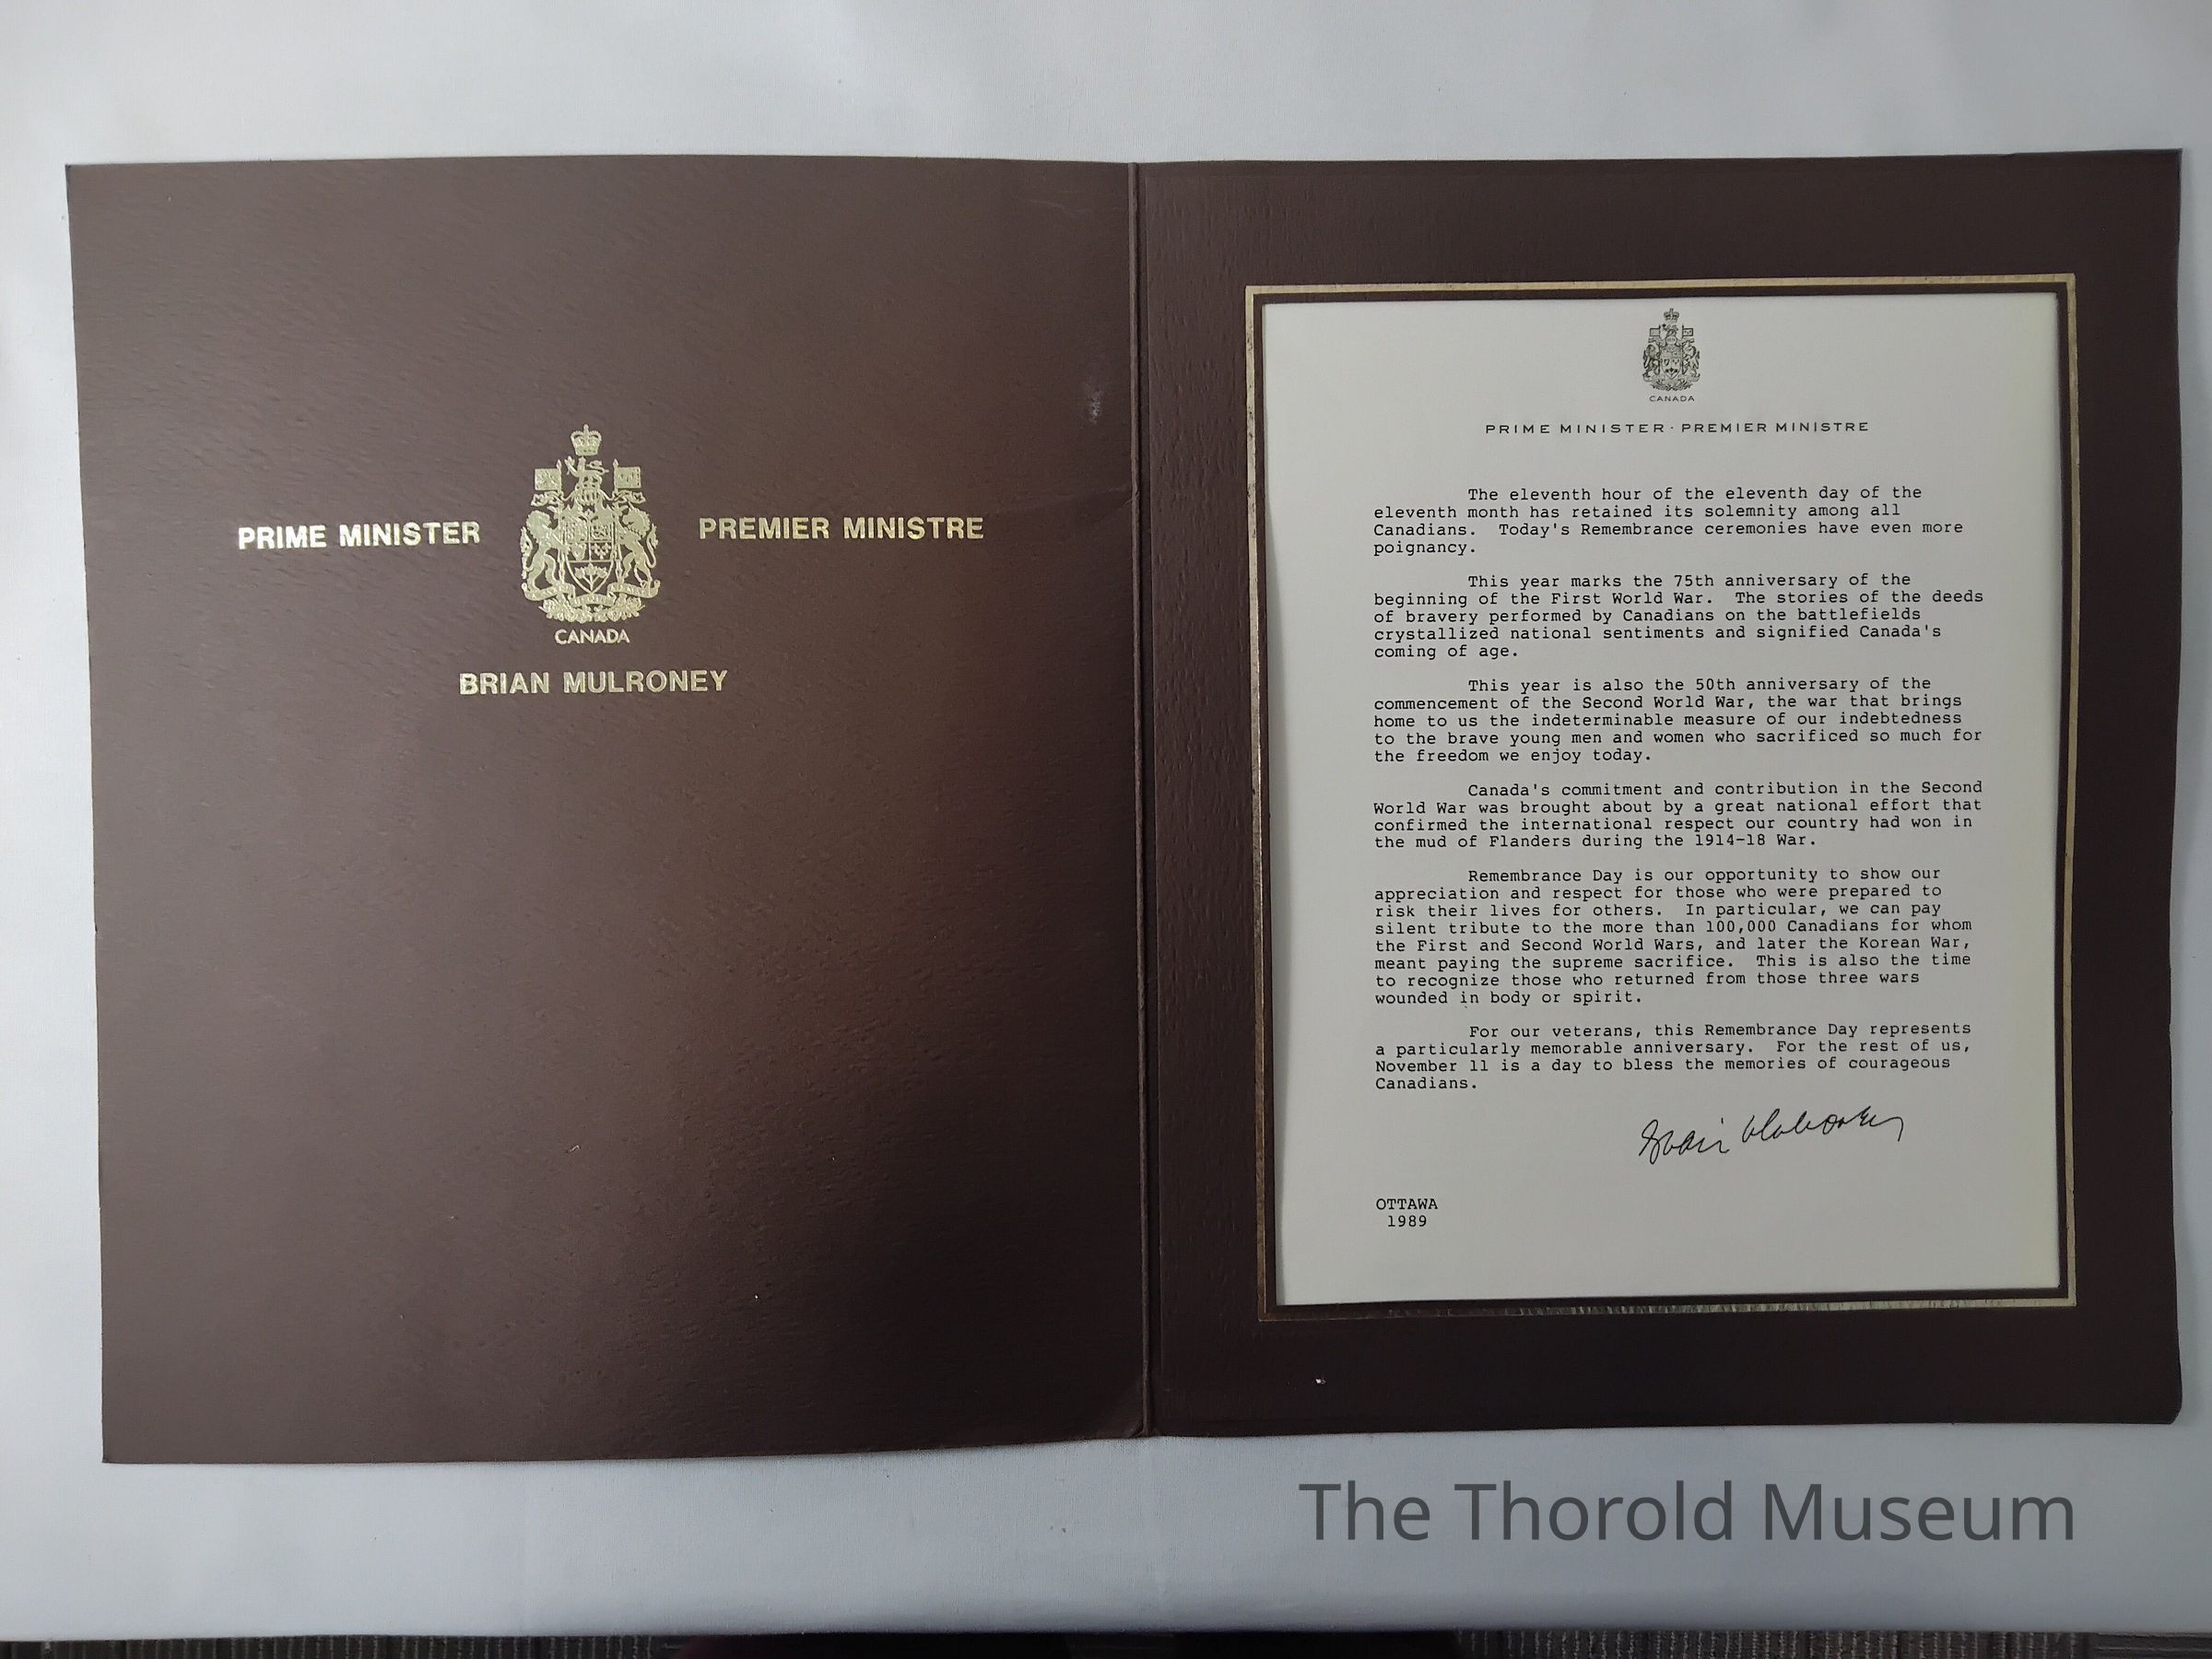 PRIME MINISTER
PREMIER MINISTRE
CANADA
BRIAN MULRONEY
CANADA
PRIME MINISTER · PREMIER MINISTRE
The eleventh hour of the eleventh day of the
eleventh month has retained its solemnity among all
Canadians. Today's Remembrance ceremonies have even more
poignancy.
This year marks the 75th anniversary of the
beginning of the First World War. The stories of the deeds
of bravery performed by Canadians on the battlefields
crystallized national sentiments and signified Canada's
coming of age.
This year is also the 50th anniversary of the
commencement of the Second World War, the war that brings
home to us the indeterminable measure of our indebtedness
to the brave young men and women who sacrificed so much for
the freedom we enjoy today.
Canada's commitment and contribution in the Second
World War was brought about by a great national effort that
confirmed the international respect our country had won in
the mud of Flanders during the 1914-18 War.
Remembrance Day is our opportunity to show our
appreciation and respect for those who were prepared to
risk their lives for others. In particular, we can pay
silent tribute to the more than 100,000 Canadians for whom
the First and Second World Wars, and later the Korean War,
meant paying the supreme sacrifice. This is also the time
to recognize those who returned from those three wars
wounded in body or spirit.
For our veterans, this Remembrance Day represents
a particularly memorable anniversary. For the rest of us,
November 11 is a day to bless the memories of courageous
Canadians.
Brian Mulroney
OTTAWA
1989
The Thorold Museum